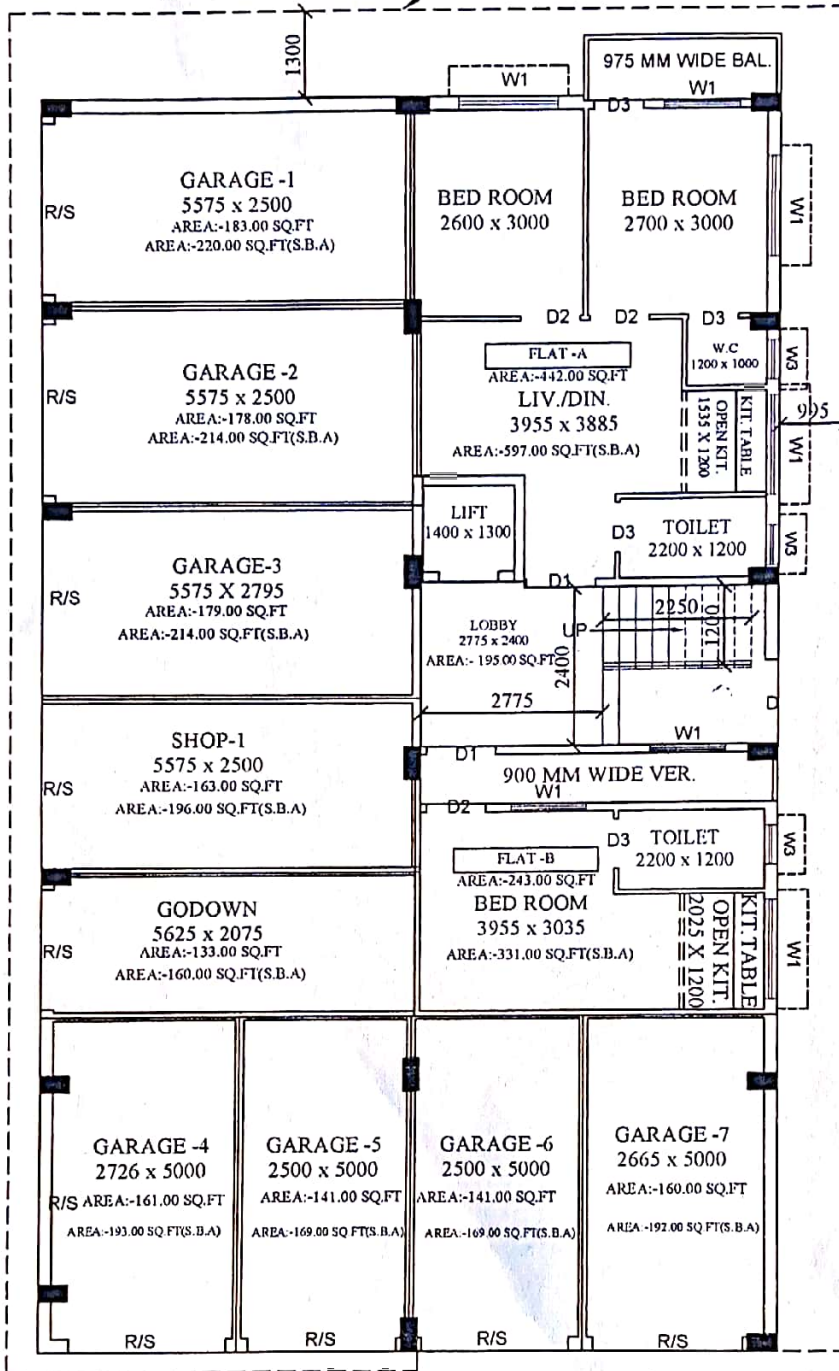 1300
975 MM WIDE BAL.
W1
W1
D3
GARAGE -1
5575 x 2500
AREA:-183.00 SQ.FT
AREA:-220.00 SQ.FT(S.B.A)
R/S
BED ROOM
2600 x 3000
BED ROOM
2700 x 3000
W1
D2
D2
D3
W.C
1200 x 1000
W3
GARAGE -2
5575 x 2500
AREA:-178.00 SQ.FT
AREA:-214.00 SQ.FT(S.B.A)
R/S
FLAT -A
AREA:-442.00 SQ.FT
LIV./DIN.
3955 x 3885
AREA:-597.00 SQ.FT(S.B.A)
OPEN KIT.
1535 X 1200
KIT. TABLE
W1
995
LIFT
1400 x 1300
D3
TOILET
2200 x 1200
W3
GARAGE-3
5575 X 2795
AREA:-179.00 SQ.FT
AREA:-214.00 SQ.FT(S.B.A)
R/S
D1
LOBBY
2775 x 2400
AREA:- 195.00 SQ.FT
UP
2250
1200
2400
2775
D
W1
SHOP-1
5575 x 2500
AREA:-163.00 SQ.FT
AREA:-196.00 SQ.FT(S.B.A)
R/S
D1
900 MM WIDE VER.
W1
D2
D3
TOILET
2200 x 1200
W3
FLAT -B
AREA:-243.00 SQ.FT
BED ROOM
3955 x 3035
AREA:-331.00 SQ.FT(S.B.A)
OPEN KIT.
2025 X 1200
KIT. TABLE
W1
GODOWN
5625 x 2075
AREA:-133.00 SQ.FT
AREA:-160.00 SQ.FT(S.B.A)
R/S
GARAGE -4
2726 x 5000
R/S
AREA:-161.00 SQ.FT
AREA:-193.00 SQ.FT(S.B.A)
R/S
GARAGE -5
2500 x 5000
AREA:-141.00 SQ.FT
AREA:-169.00 SQ FT(S.B.A)
R/S
GARAGE -6
2500 x 5000
AREA:-141.00 SQ.FT
AREA:-169.00 SQ FT(S.B.A)
R/S
GARAGE -7
2665 x 5000
AREA:-160.00 SQ.FT
AREA:-192.00 SQ FT(S.B.A)
R/S